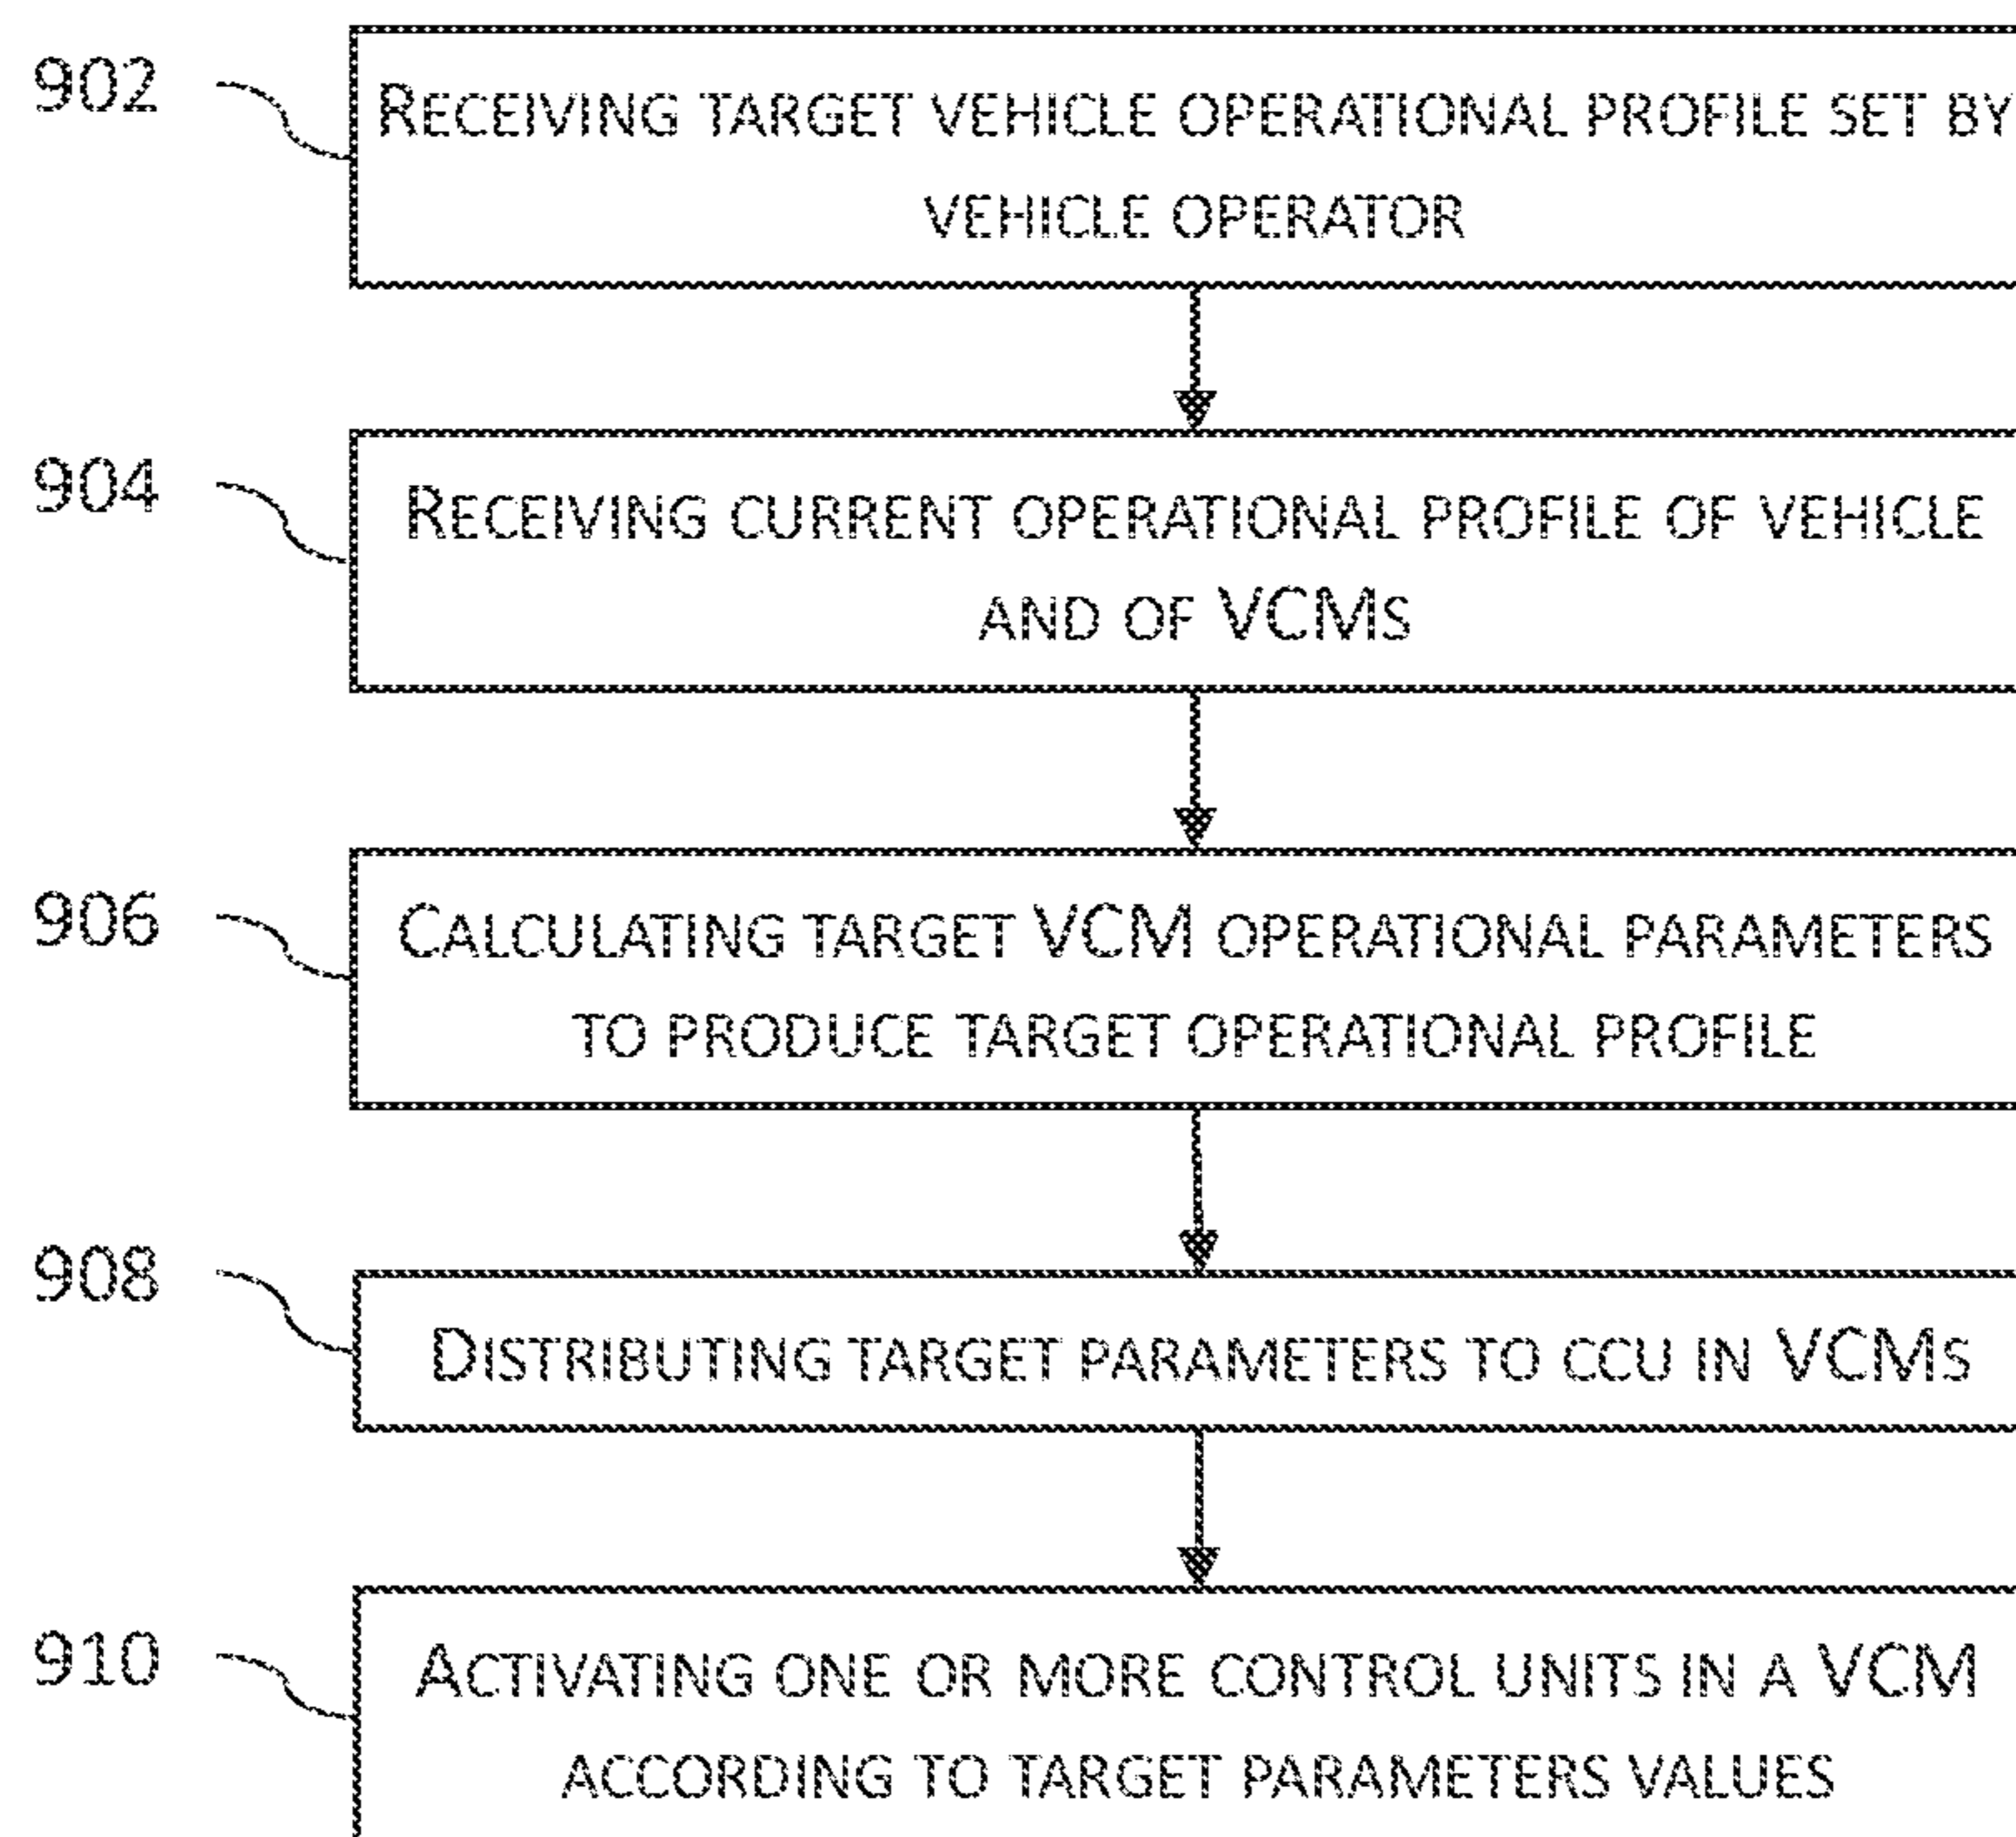 902
RECEIVING TARGET VEHICLE OPERATIONAL PROFILE SET BY
VEHICLE OPERATOR
904
RECEIVING CURRENT OPERATIONAL PROFILE OF VEHICLE
AND OF VCMS
906
CALCULATING TARGET VCM OPERATIONAL PARAMETERS
TO PRODUCE TARGET OPERATIONAL PROFILE
908
DISTRIBUTING TARGET PARAMETERS TO CCU IN VCMS
910
ACTIVATING ONE OR MORE CONTROL UNITS IN A VCM
ACCORDING TO TARGET PARAMETERS VALUES